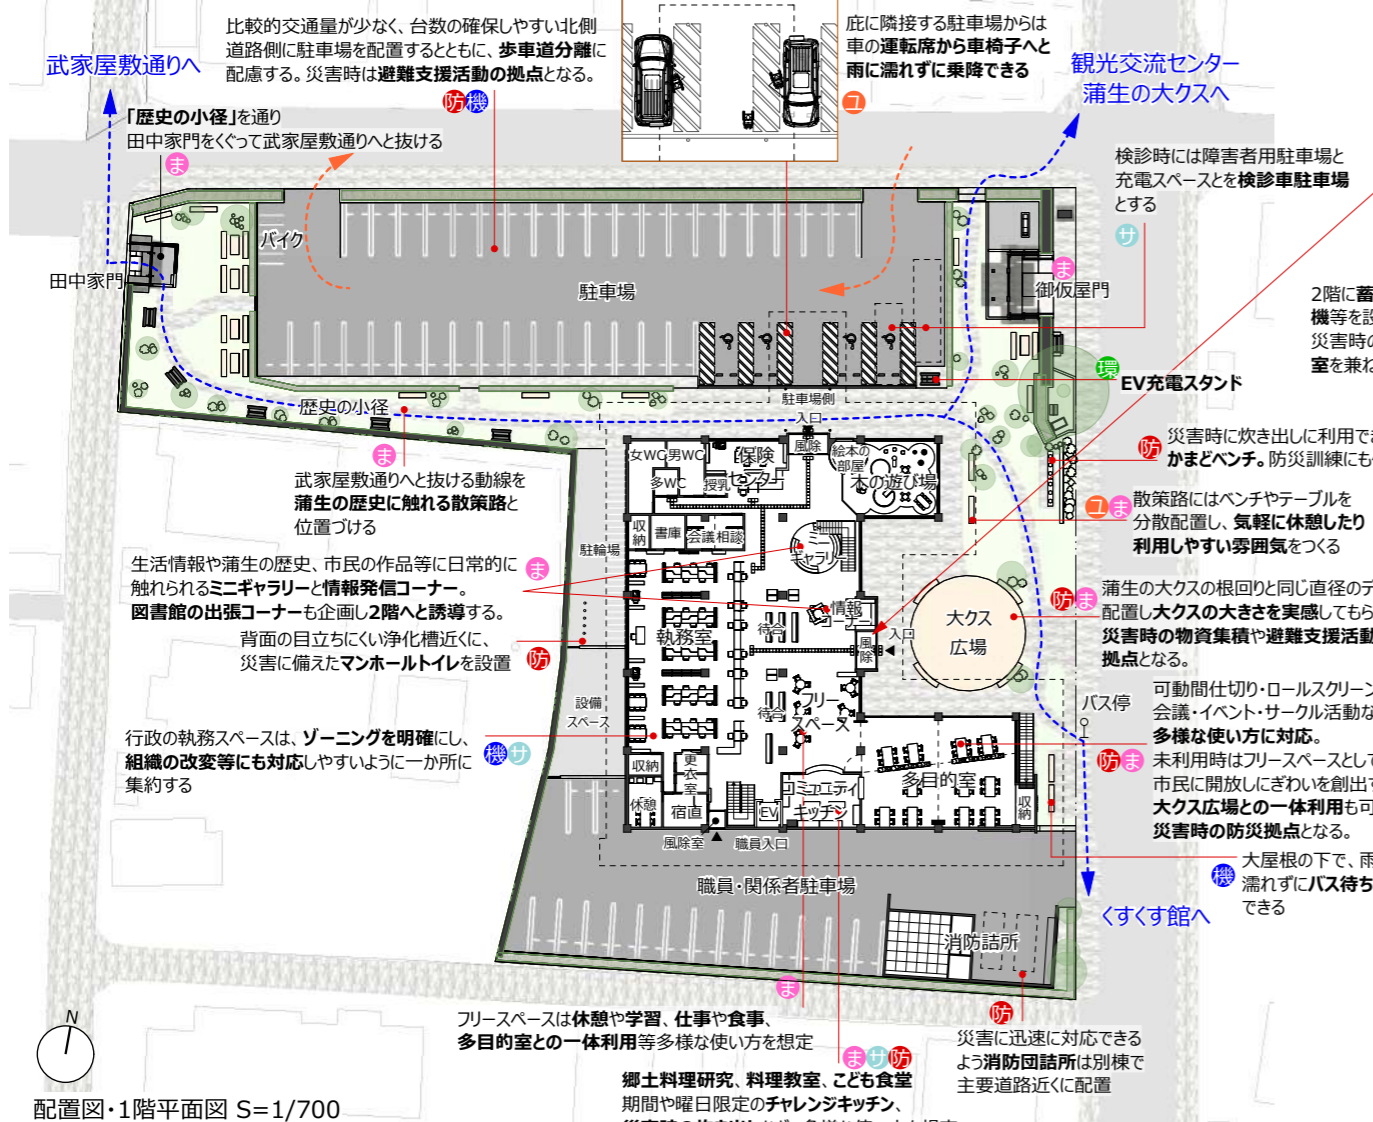 比較的交通量が少なく、台数の確保しやすい北側
道路側に駐車場を配置するとともに、歩車道分離に
配慮する。災害時は避難支援活動の拠点となる。
防機
庇に隣接する駐車場からは
車の運転席から車椅子へと
雨に濡れずに乗降できる
ユ
武家屋敷通りへ
観光交流センター
蒲生の大クスへ
「歴史の小径」を通り
田中家門をくぐって武家屋敷通りへと抜ける
ま
検診時には障害者用駐車場と
充電スペースとを検診車駐車場
とする
サ
バイク
田中家門
駐車場
ま
御仮屋門
2階に蓄
機等を設
災害時の
室を兼ね
環
EV充電スタンド
歴史の小径
駐車場側
入口
ま
武家屋敷通りへと抜ける動線を
蒲生の歴史に触れる散策路と
位置づける
防
災害時に炊き出しに利用でき
かまどベンチ。防災訓練にも
ユま
散策路にはベンチやテーブルを
分散配置し、気軽に休憩したり
利用しやすい雰囲気をつくる
女WC
男WC
多WC
授乳
保険
センター
風除
絵本の
部屋
木の遊び場
収
納
書庫
会議
相談
駐輪場
ミニ
ギャラリー
生活情報や蒲生の歴史、市民の作品等に日常的に
触れられるミニギャラリーと情報発信コーナー。
図書館の出張コーナーも企画し2階へと誘導する。
ま
背面の目立ちにくい浄化槽近くに、
災害に備えたマンホールトイレを設置
防
執務室
待合
情報
コーナー
風
除
入口
大クス
広場
防ま
蒲生の大クスの根回りと同じ直径のデ
配置し大クスの大きさを実感してもら
災害時の物資集積や避難支援活動
拠点となる。
設備
スペース
待合
フリー
スペース
バス停
行政の執務スペースは、ゾーニングを明確にし、
組織の改変等にも対応しやすいように一か所に
集約する
機サ
可動間仕切り・ロールスクリーン
会議・イベント・サークル活動な
多様な使い方に対応。
未利用時はフリースペースとして
市民に開放しにぎわいを創出す
大クス広場との一体利用も可
災害時の防災拠点となる。
防ま
収納
更
衣
室
休憩
宿直
EV
コミュニティ
キッチン
多目的室
収
納
風除室
職員入口
機
大屋根の下で、雨
濡れずにバス待ち
できる
職員・関係者駐車場
くすくす館へ
消防詰所
ま
フリースペースは休憩や学習、仕事や食事、
多目的室との一体利用等多様な使い方を想定
防
災害に迅速に対応できる
よう消防団詰所は別棟で
主要道路近くに配置
まサ防
郷土料理研究、料理教室、こども食堂
期間や曜日限定のチャレンジキッチン、
N
配置図・1階平面図 S=1/700